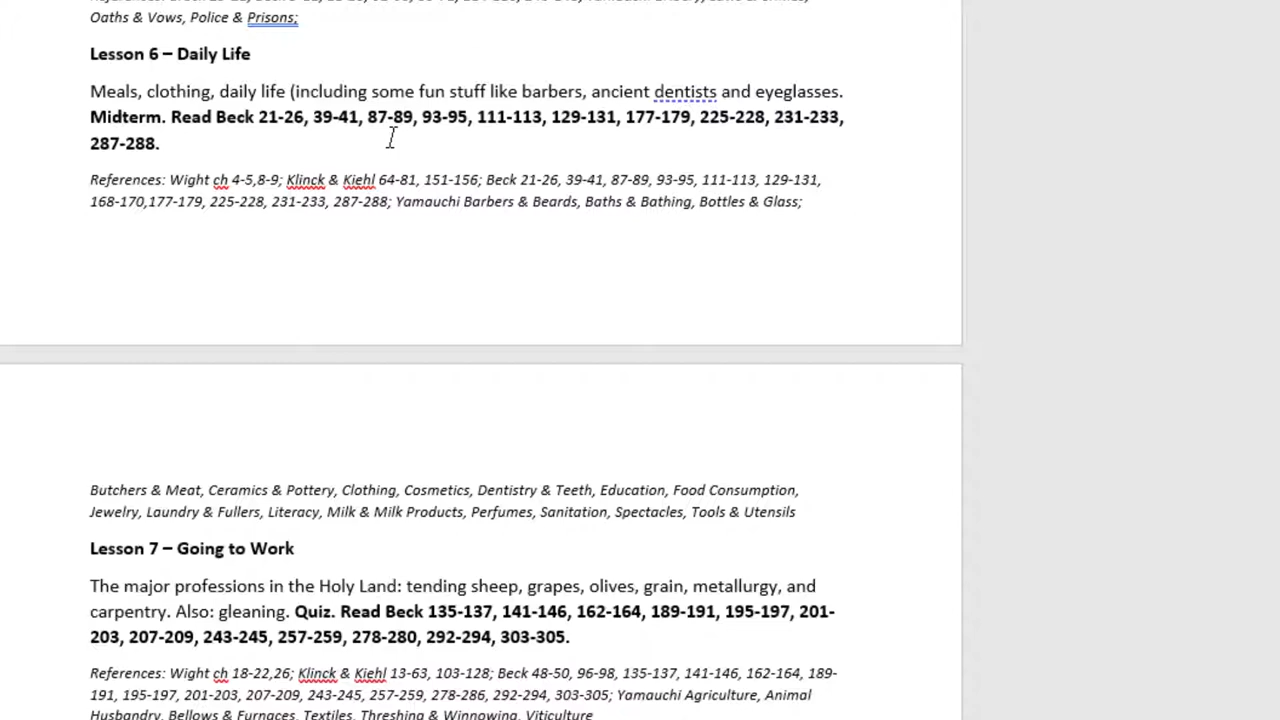 Oaths & Vows, Police & Prisons;
Lesson 6 – Daily Life
Meals, clothing, daily life (including some fun stuff like barbers, ancient dentists and eyeglasses.
Midterm. Read Beck 21-26, 39-41, 87-89, 93-95, 111-113, 129-131, 177-179, 225-228, 231-233,
287-288.
References: Wight ch 4-5,8-9; Klinck & Kiehl 64-81, 151-156; Beck 21-26, 39-41, 87-89, 93-95, 111-113, 129-131,
168-170,177-179, 225-228, 231-233, 287-288; Yamauchi Barbers & Beards, Baths & Bathing, Bottles & Glass;
Butchers & Meat, Ceramics & Pottery, Clothing, Cosmetics, Dentistry & Teeth, Education, Food Consumption,
Jewelry, Laundry & Fullers, Literacy, Milk & Milk Products, Perfumes, Sanitation, Spectacles, Tools & Utensils
Lesson 7 – Going to Work
The major professions in the Holy Land: tending sheep, grapes, olives, grain, metallurgy, and
carpentry. Also: gleaning. Quiz. Read Beck 135-137, 141-146, 162-164, 189-191, 195-197, 201-
203, 207-209, 243-245, 257-259, 278-280, 292-294, 303-305.
References: Wight ch 18-22,26; Klinck & Kiehl 13-63, 103-128; Beck 48-50, 96-98, 135-137, 141-146, 162-164, 189-
191, 195-197, 201-203, 207-209, 243-245, 257-259, 278-286, 292-294, 303-305; Yamauchi Agriculture, Animal
Husbandry, Bellows & Furnaces, Textiles, Threshing & Winnowing, Viticulture